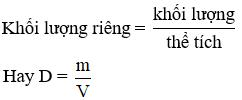 Khối lượng riêng = khối lượng / thể tích
Hay D = m / V